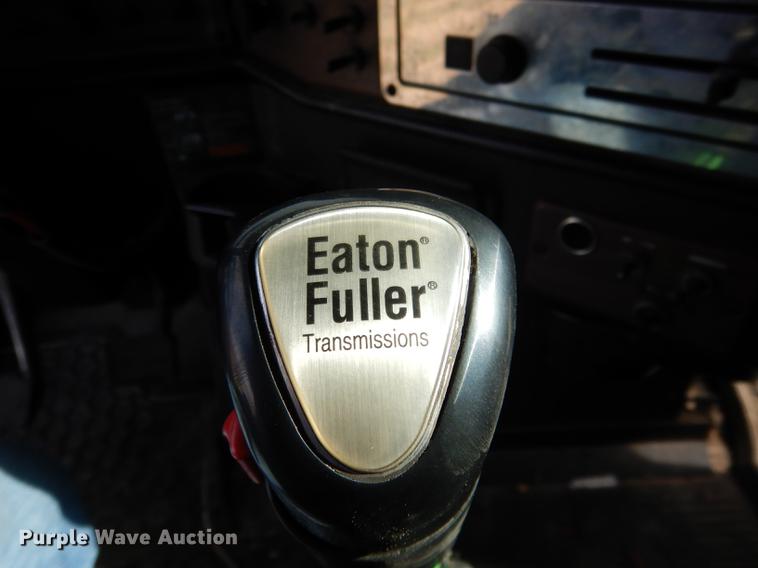 Eaton®
Fuller®
Transmissions
Purple Wave Auction